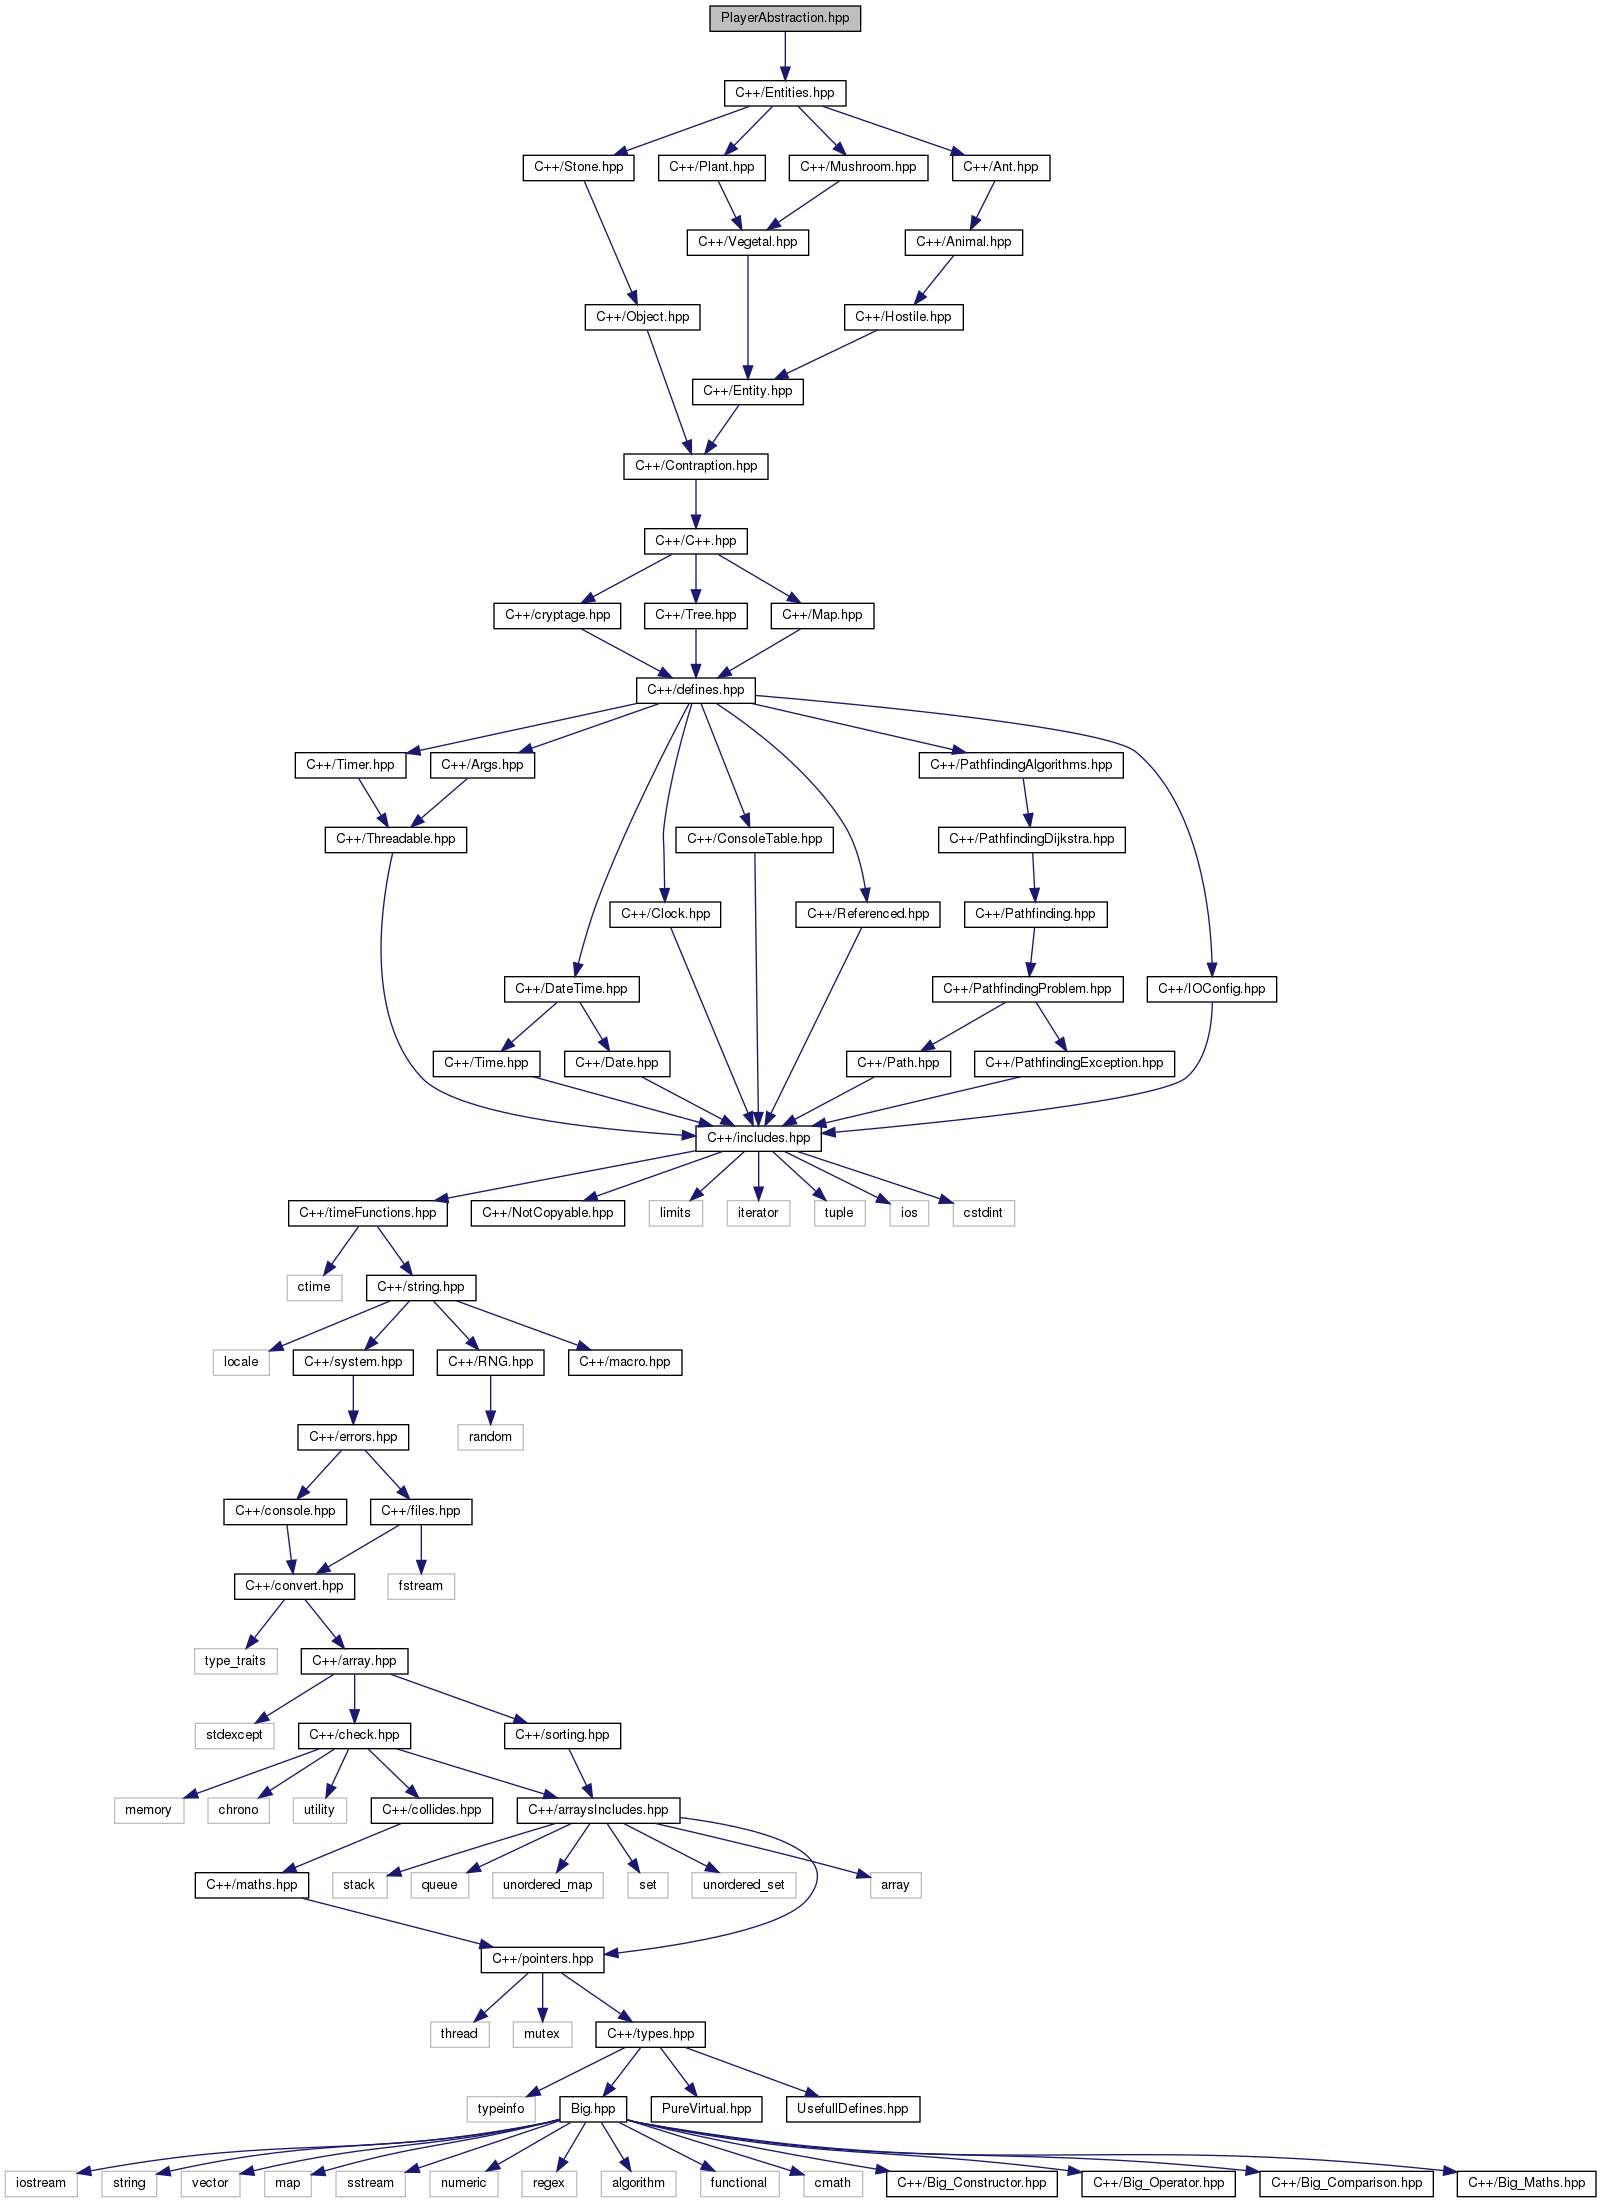 PlayerAbstraction.hpp
C++/Entities.hpp
C++/Stone.hpp
C++/Plant.hpp
C++/Mushroom.hpp
C++/Ant.hpp
C++/Vegetal.hpp
C++/Animal.hpp
C++/Object.hpp
C++/Hostile.hpp
C++/Entity.hpp
C++/Contraption.hpp
C++/C++.hpp
C++/cryptage.hpp
C++/Tree.hpp
C++/Map.hpp
C++/defines.hpp
C++/Timer.hpp
C++/Args.hpp
C++/PathfindingAlgorithms.hpp
C++/Threadable.hpp
C++/ConsoleTable.hpp
C++/PathfindingDijkstra.hpp
C++/Clock.hpp
C++/Referenced.hpp
C++/Pathfinding.hpp
C++/DateTime.hpp
C++/PathfindingProblem.hpp
C++/IOConfig.hpp
C++/Time.hpp
C++/Date.hpp
C++/Path.hpp
C++/PathfindingException.hpp
C++/includes.hpp
C++/timeFunctions.hpp
C++/NotCopyable.hpp
limits
iterator
tuple
ios
cstdint
ctime
C++/string.hpp
locale
C++/system.hpp
C++/RNG.hpp
C++/macro.hpp
C++/errors.hpp
random
C++/console.hpp
C++/files.hpp
C++/convert.hpp
fstream
type_traits
C++/array.hpp
stdexcept
C++/check.hpp
C++/sorting.hpp
memory
chrono
utility
C++/collides.hpp
C++/arraysIncludes.hpp
C++/maths.hpp
stack
queue
unordered_map
set
unordered_set
array
C++/pointers.hpp
thread
mutex
C++/types.hpp
typeinfo
Big.hpp
PureVirtual.hpp
UsefullDefines.hpp
iostream
string
vector
map
sstream
numeric
regex
algorithm
functional
cmath
C++/Big_Constructor.hpp
C++/Big_Operator.hpp
C++/Big_Comparison.hpp
C++/Big_Maths.hpp